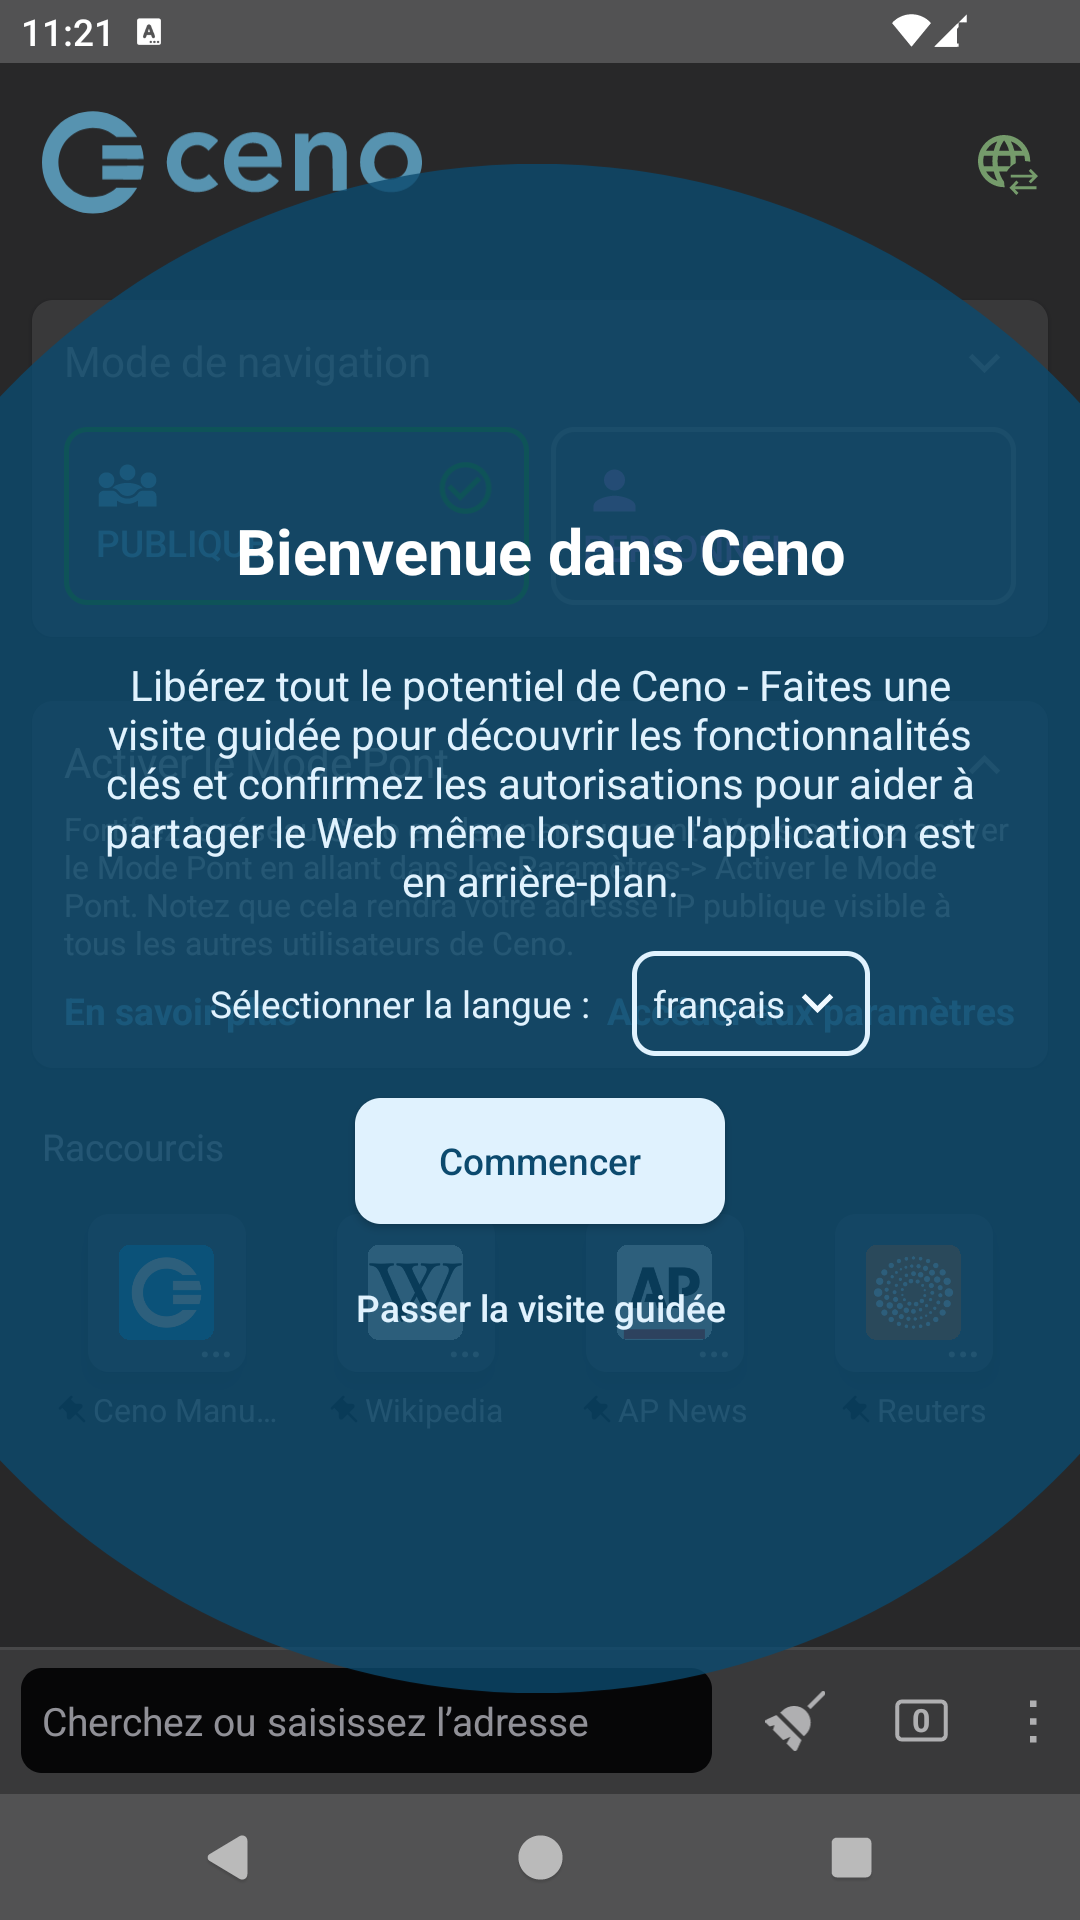 11:21
ceno
Mode de navigation
PUBLIQUE
Bienvenue dans Ceno
Libérez tout le potentiel de Ceno - Faites une
visite guidée pour découvrir les fonctionnalités
clés et confirmez les autorisations pour aider à
partager le Web même lorsque l'application est
en arrière-plan.
Activer le Mode Pont
le Mode Pont en allant dans les Paramètres-> Activer le Mode
Pont. Notez que cela rendra votre adresse IP publique visible à
tous les autres utilisateurs de Ceno.
En savoir plus
Accéder aux paramètres
Sélectionner la langue :
français
Commencer
Passer la visite guidée
Raccourcis
W
AP
Ceno Manu...
Wikipedia
AP News
Reuters
Cherchez ou saisissez l’adresse
0